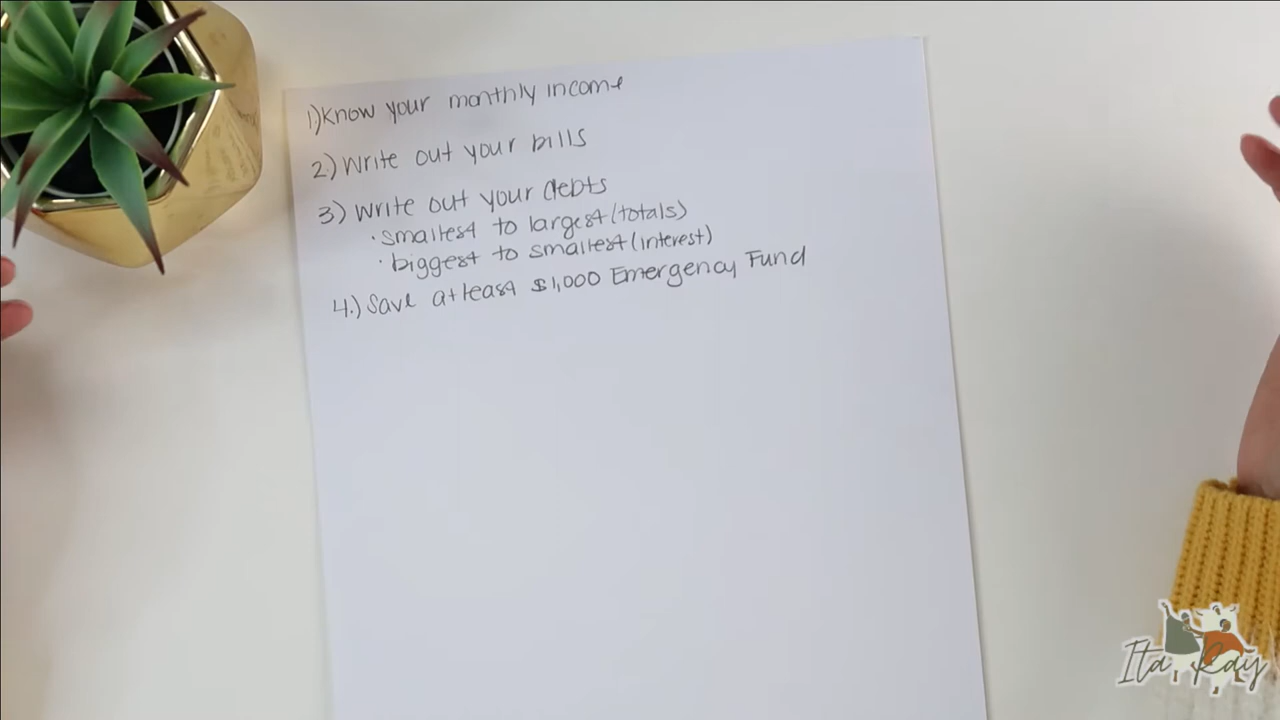 1.) Know your monthly income
2.) Write out your bills
3.) Write out your debts
· smallest to largest (totals)
· biggest to smallest (interest)
4.) Save at least $1,000 Emergency Fund
Ita Ray